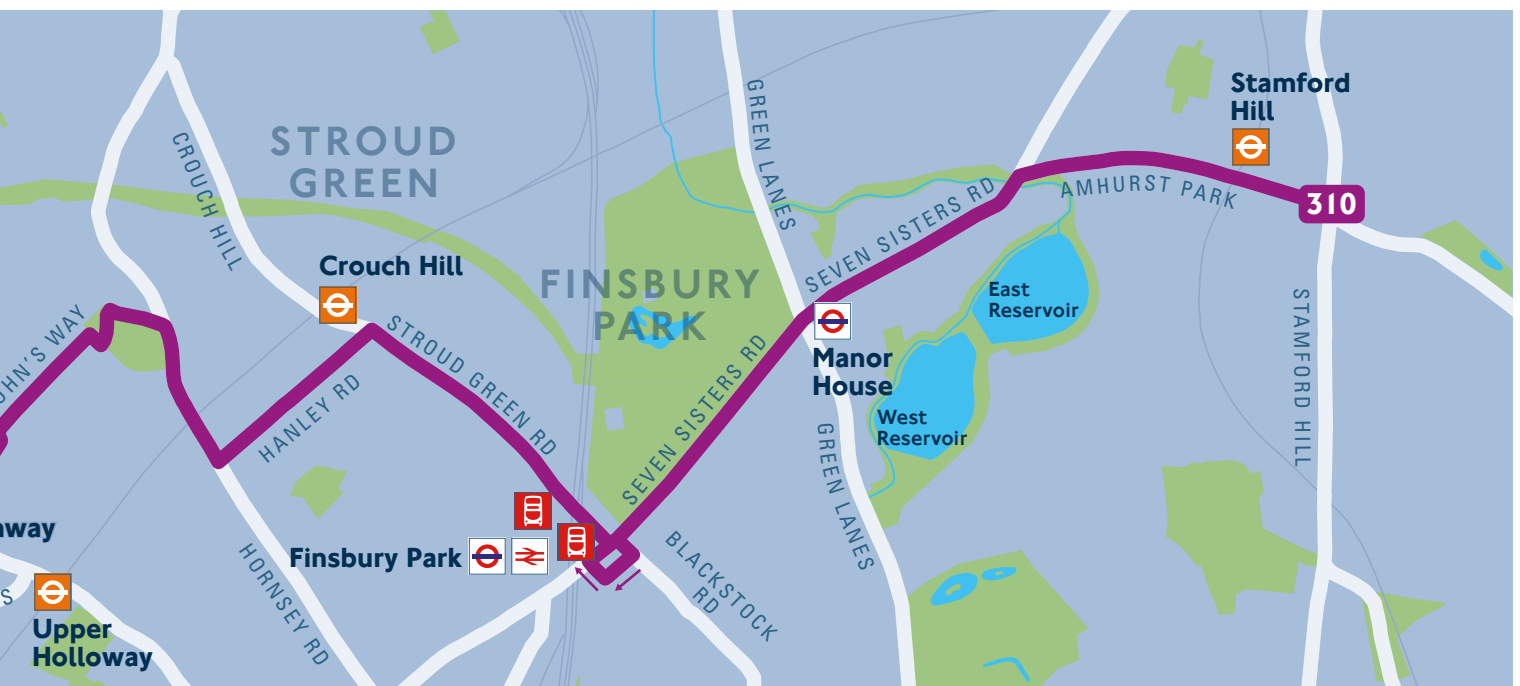 STROUD
GREEN
CROUCH HILL
Crouch Hill
GREEN LANES
FINSBURY
PARK
SEVEN SISTERS RD
AMHURST PARK
Stamford
Hill
310
East
Reservoir
West
Reservoir
Manor
House
STROUD GREEN RD
HANLEY RD
SEVEN SISTERS RD
GREEN LANES
STAMFORD HILL
Finsbury Park
BLACKSTOCK
RD
HORNSEY RD
OHN'S WAY
away
S
Upper
Holloway